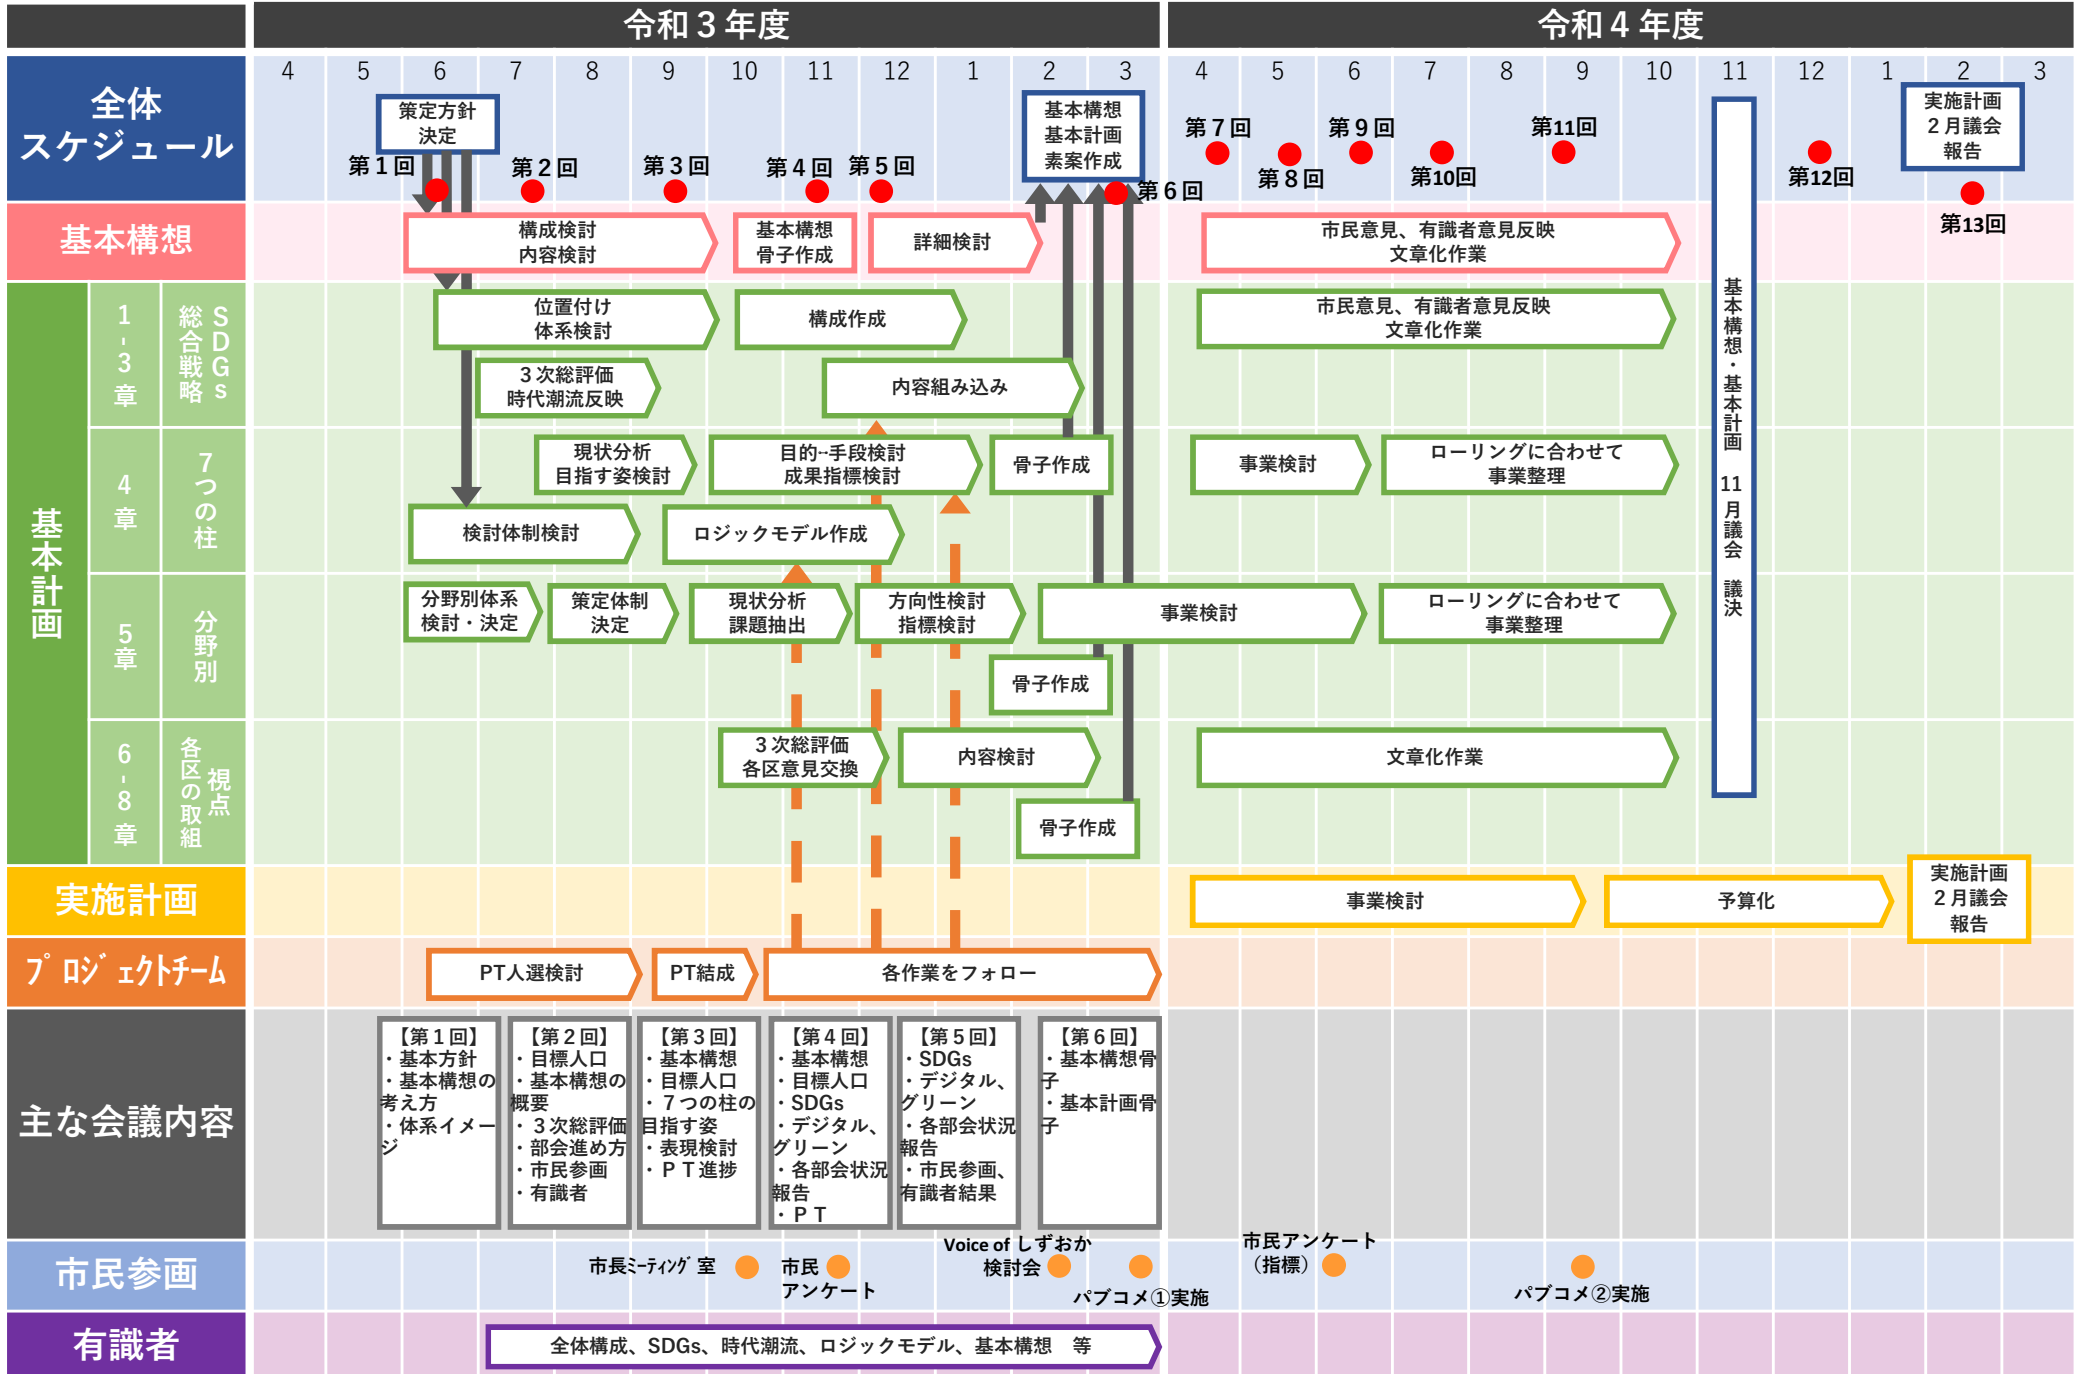 令和３年度
令和４年度
4 5 6 7 8 9 10 11 12 1 2 3 4 5 6 7 8 9 10 11 12 1 2 3
全体
スケジュール
策定方針
決定
第１回
第２回
第３回
第４回
第５回
基本構想
基本計画
素案作成
第６回
第７回
第８回
第９回
第10回
第11回
第12回
実施計画
２月議会
報告
第13回
基本構想・基本計画　11月議会　議決
基本構想
構成検討
内容検討
基本構想
骨子作成
詳細検討
市民意見、有識者意見反映
文章化作業
基本計画
1-3章
SDGs
総合戦略
位置付け
体系検討
構成作成
市民意見、有識者意見反映
文章化作業
３次総評価
時代潮流反映
内容組み込み
4章
7つの柱
現状分析
目指す姿検討
目的⇔手段検討
成果指標検討
骨子作成
事業検討
ローリングに合わせて
事業整理
検討体制検討
ロジックモデル作成
5章
分野別
分野別体系
検討・決定
策定体制
決定
現状分析
課題抽出
方向性検討
指標検討
事業検討
ローリングに合わせて
事業整理
骨子作成
6-8章
視点
各区の取組
３次総評価
各区意見交換
内容検討
文章化作業
骨子作成
実施計画
事業検討
予算化
実施計画
２月議会
報告
ﾌﾟﾛｼﾞｪｸﾄチーム
PT人選検討
PT結成
各作業をフォロー
主な会議内容
【第１回】
・基本方針
・基本構想の
考え方
・体系イメー
ジ
【第２回】
・目標人口
・基本構想の
概要
・３次総評価
・部会進め方
・市民参画
・有識者
【第３回】
・基本構想
・目標人口
・７つの柱の
目指す姿
・表現検討
・ＰＴ進捗
【第４回】
・基本構想
・目標人口
・SDGs
・デジタル、
グリーン
・各部会状況
報告
・ＰＴ
【第５回】
・SDGs
・デジタル、
グリーン
・各部会状況
報告
・市民参画、
有識者結果
【第６回】
・基本構想骨
子
・基本計画骨
子
市民参画
市長ﾐｰﾃｨﾝｸﾞ室
市民
アンケート
Voice of しずおか
検討会
パブコメ①実施
市民アンケート
（指標）
パブコメ②実施
有識者
全体構成、SDGs、時代潮流、ロジックモデル、基本構想　等